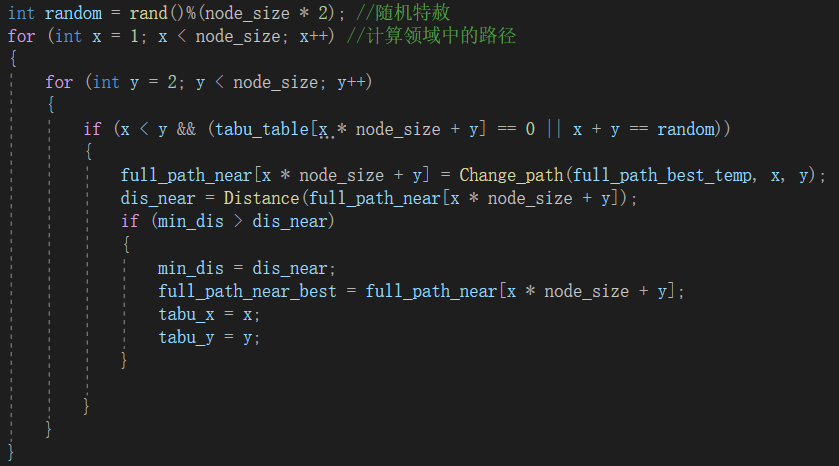 int random = rand()%(node_size * 2); //随机特赦
for (int x = 1; x < node_size; x++) //计算领域中的路径
{
for (int y = 2; y < node_size; y++)
{
if (x < y && (tabu_table[x * node_size + y] == 0 || x + y == random))
{
full_path_near[x * node_size + y] = Change_path(full_path_best_temp, x, y);
dis_near = Distance(full_path_near[x * node_size + y]);
if (min_dis > dis_near)
{
min_dis = dis_near;
full_path_near_best = full_path_near[x * node_size + y];
tabu_x = x;
tabu_y = y;
}
}
}
}